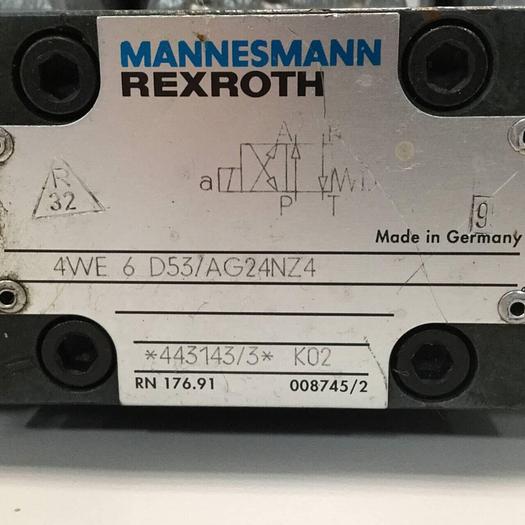 MANNESMANN
REXROTH
A B
a
P T
R
32
9
Made in Germany
4WE 6 D53/AG24NZ4
*443143/3* K02
RN 176.91 008745/2